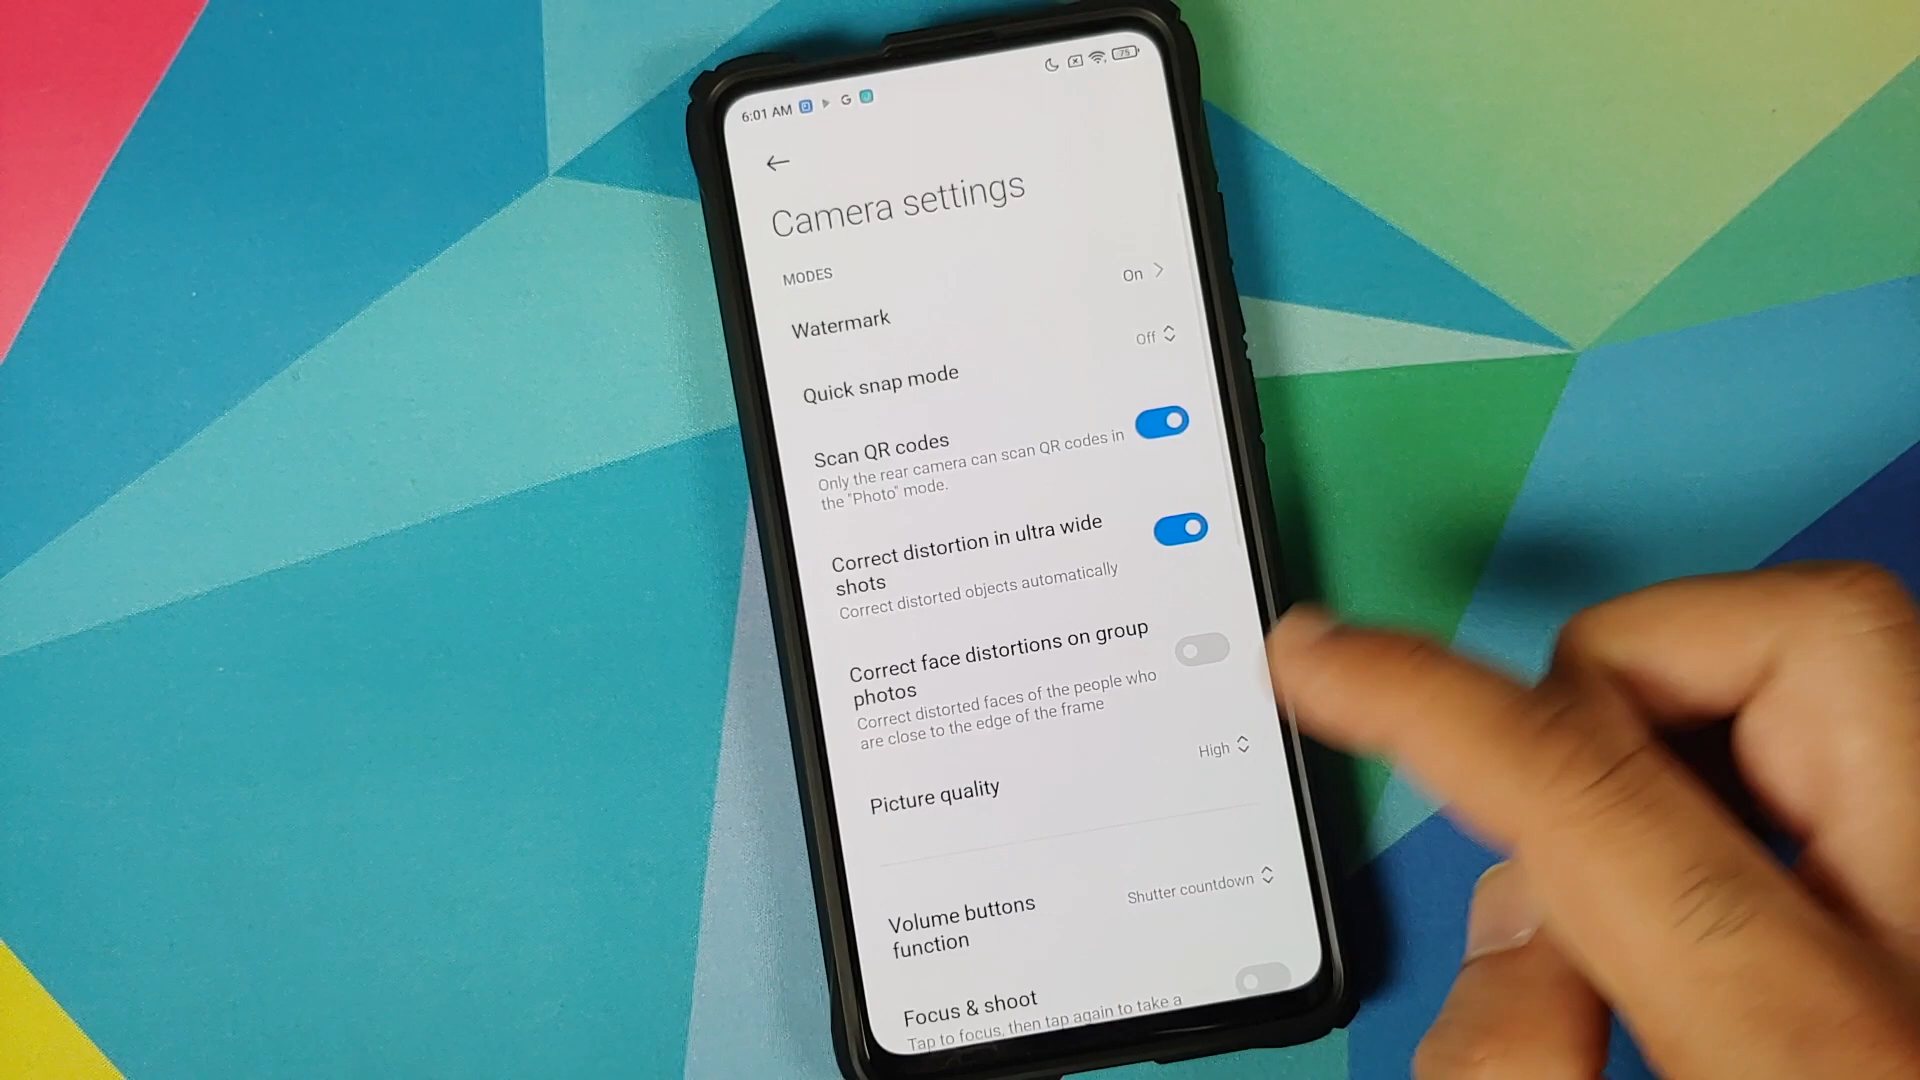 6:01 AM
G
75
Camera settings
MODES
Watermark On
Quick snap mode Off
Scan QR codes
Only the rear camera can scan QR codes in
the "Photo" mode.
Correct distortion in ultra wide
shots
Correct distorted objects automatically
Correct face distortions on group
photos
Correct distorted faces of the people who
are close to the edge of the frame
Picture quality High
Volume buttons
function Shutter countdown
Focus & shoot
Tap to focus, then tap again to take a